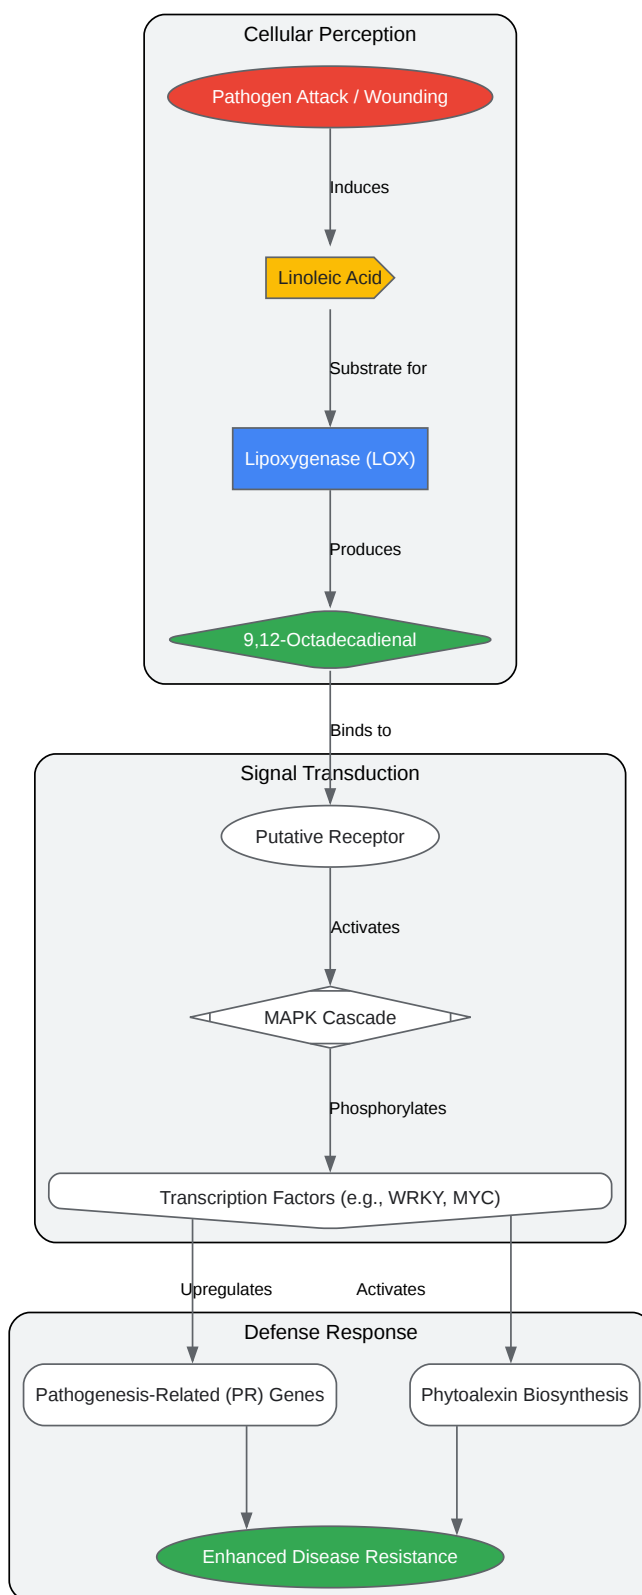 Cellular Perception
Pathogen Attack / Wounding
Induces
Linoleic Acid
Substrate for
Lipoxygenase (LOX)
Produces
9,12-Octadecadienal
Binds to
Signal Transduction
Putative Receptor
Activates
MAPK Cascade
Phosphorylates
Transcription Factors (e.g., WRKY, MYC)
Upregulates
Activates
Defense Response
Pathogenesis-Related (PR) Genes
Phytoalexin Biosynthesis
Enhanced Disease Resistance